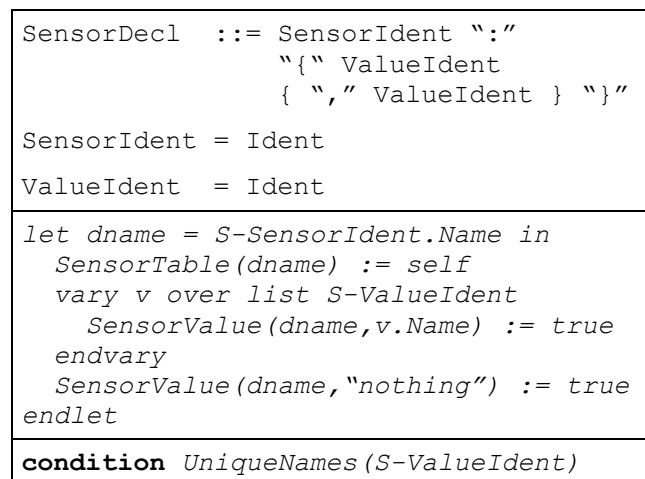 SensorDecl ::= SensorIdent “:”
“{“ ValueIdent
{ “,” ValueIdent } “}”
SensorIdent = Ident
ValueIdent = Ident
let dname = S-SensorIdent.Name in
SensorTable(dname) := self
vary v over list S-ValueIdent
SensorValue(dname,v.Name) := true
endvary
SensorValue(dname,“nothing”) := true
endlet
condition UniqueNames(S-ValueIdent)